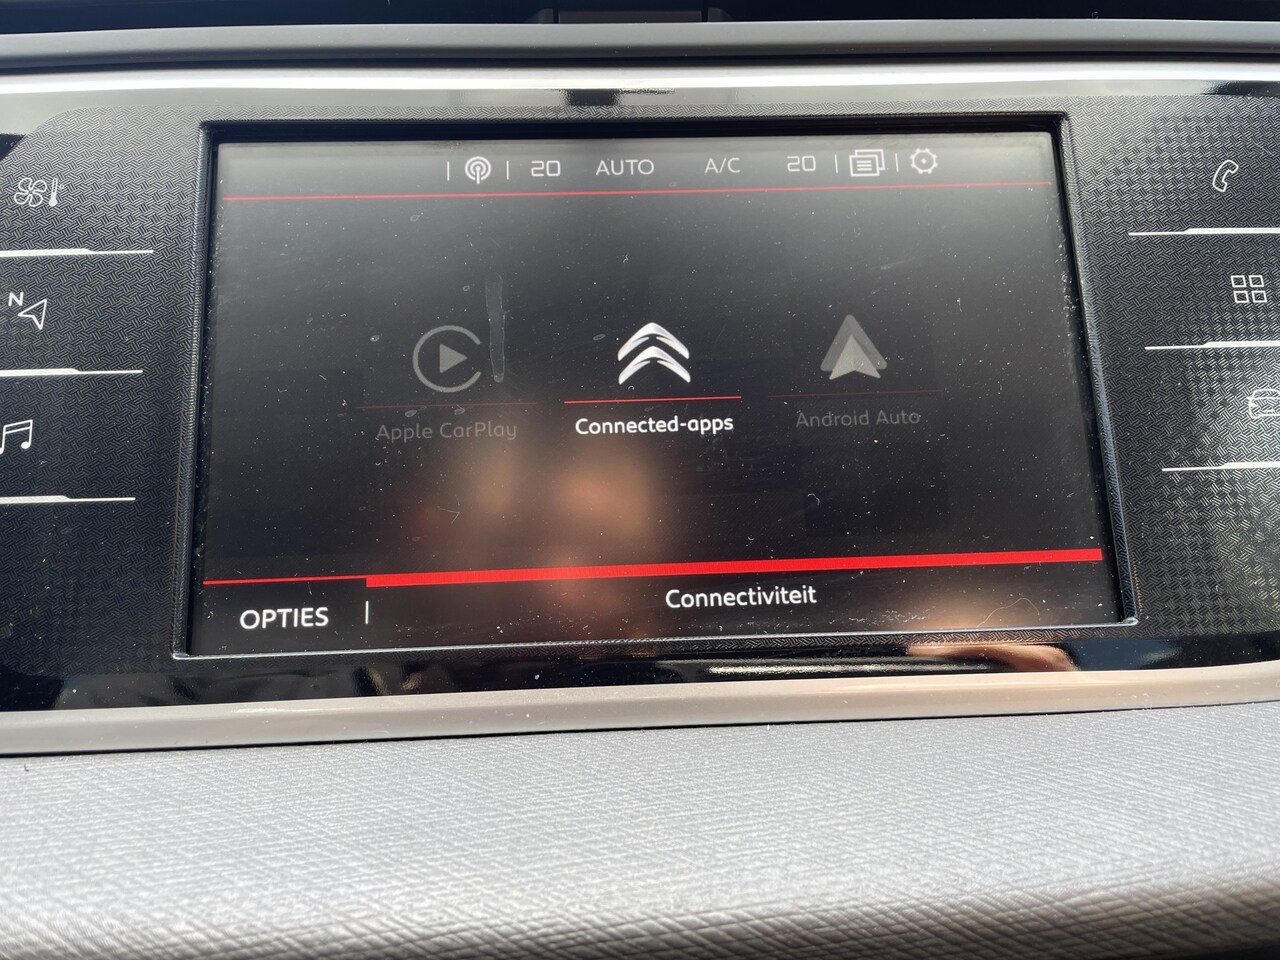 20 AUTO A/C 20
N
Apple CarPlay
Connected-apps
Android Auto
OPTIES
Connectiviteit